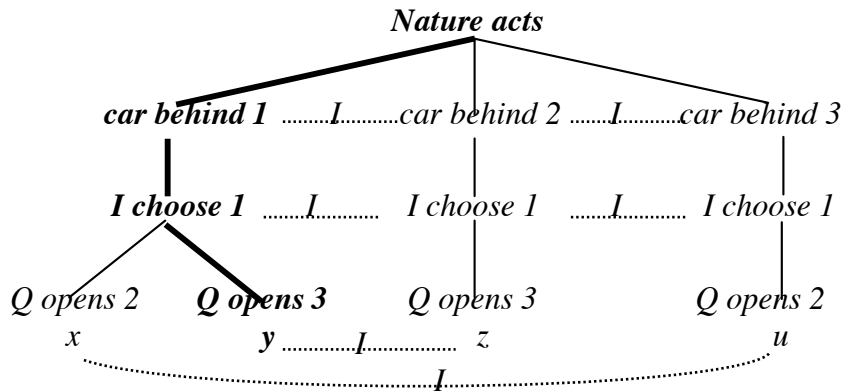 Nature acts
car behind 1 I car behind 2 I car behind 3
I choose 1 I I choose 1 I I choose 1
Q opens 2 Q opens 3 Q opens 3 Q opens 2
x y I z u
I